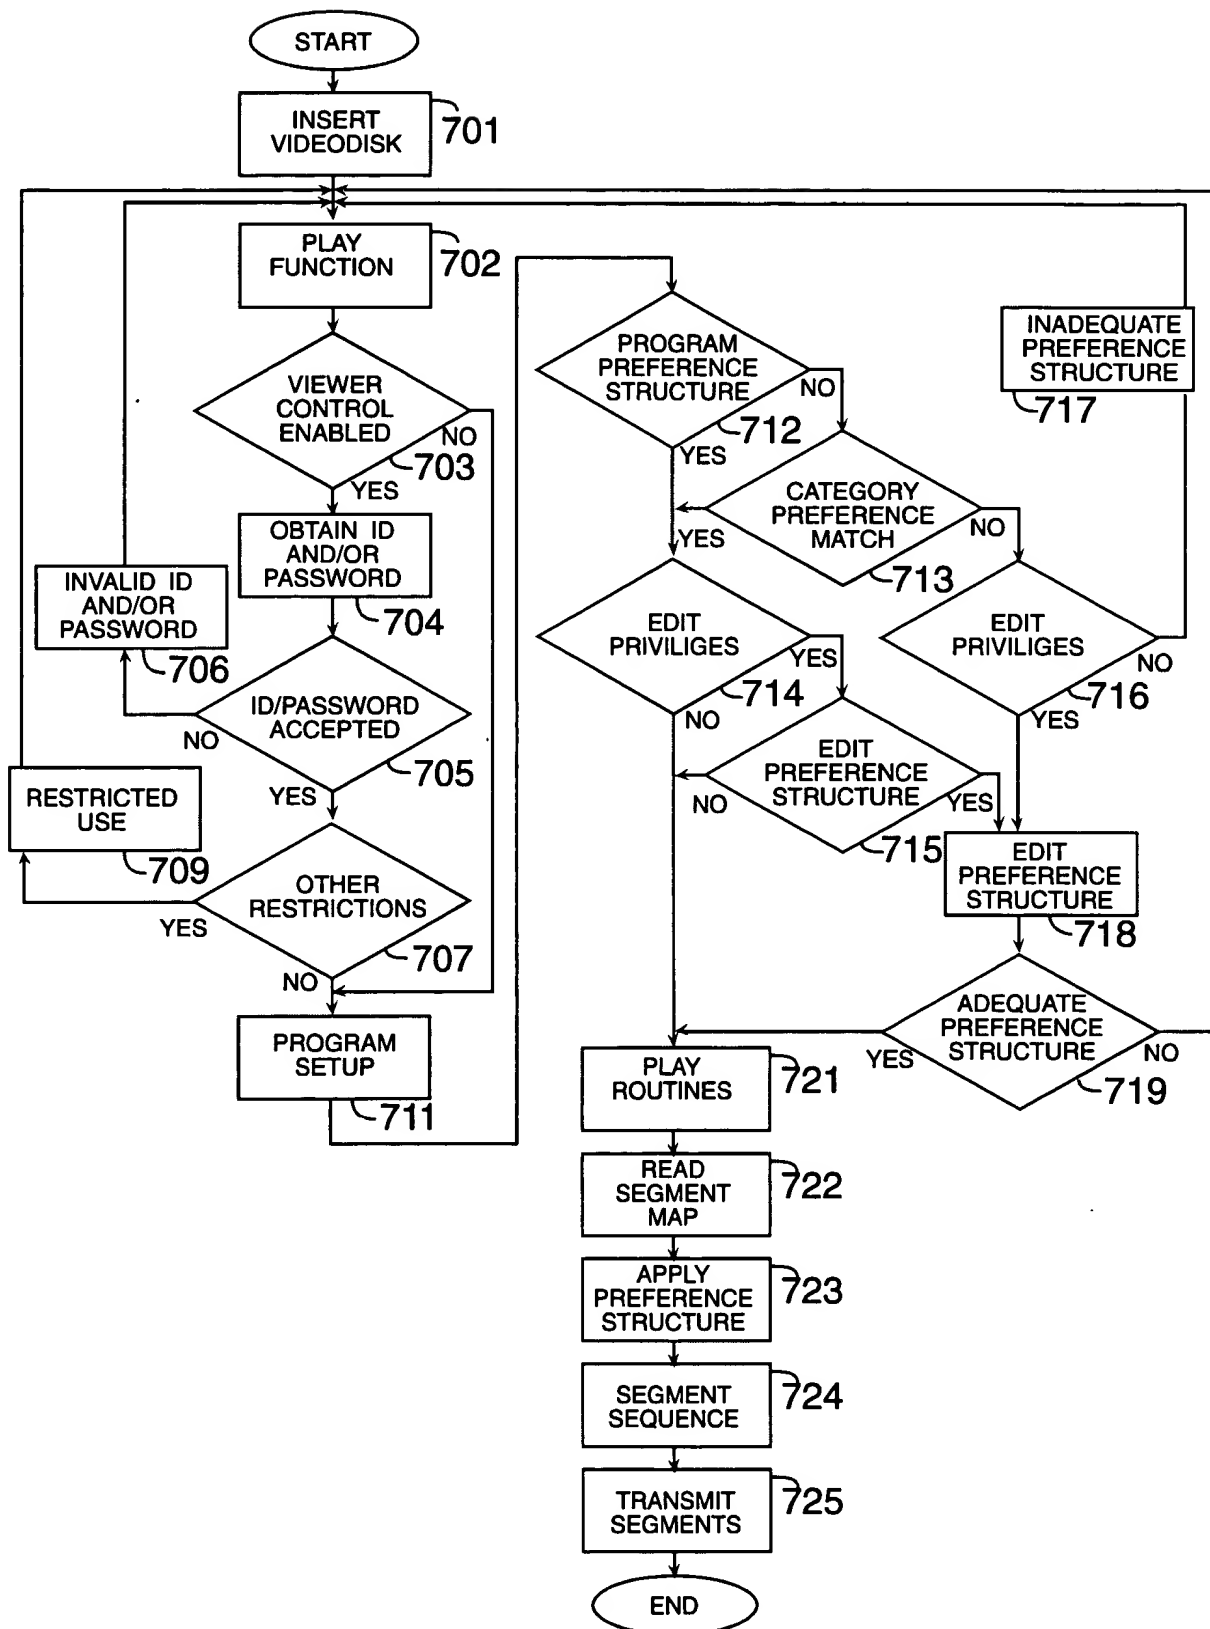 START
INSERT
VIDEODISK
701
PLAY
FUNCTION
702
VIEWER
CONTROL
ENABLED
NO
703
YES
OBTAIN ID
AND/OR
PASSWORD
704
INVALID ID
AND/OR
PASSWORD
706
ID/PASSWORD
ACCEPTED
NO
705
YES
RESTRICTED
USE
709
OTHER
RESTRICTIONS
YES
707
NO
PROGRAM
SETUP
711
PROGRAM
PREFERENCE
STRUCTURE
NO
712
YES
CATEGORY
PREFERENCE
MATCH
YES
NO
713
INADEQUATE
PREFERENCE
STRUCTURE
717
EDIT
PRIVILIGES
YES
714
NO
EDIT
PRIVILIGES
NO
716
YES
EDIT
PREFERENCE
STRUCTURE
NO
YES
715
EDIT
PREFERENCE
STRUCTURE
718
ADEQUATE
PREFERENCE
STRUCTURE
YES
NO
719
PLAY
ROUTINES
721
READ
SEGMENT
MAP
722
APPLY
PREFERENCE
STRUCTURE
723
SEGMENT
SEQUENCE
724
TRANSMIT
SEGMENTS
725
END